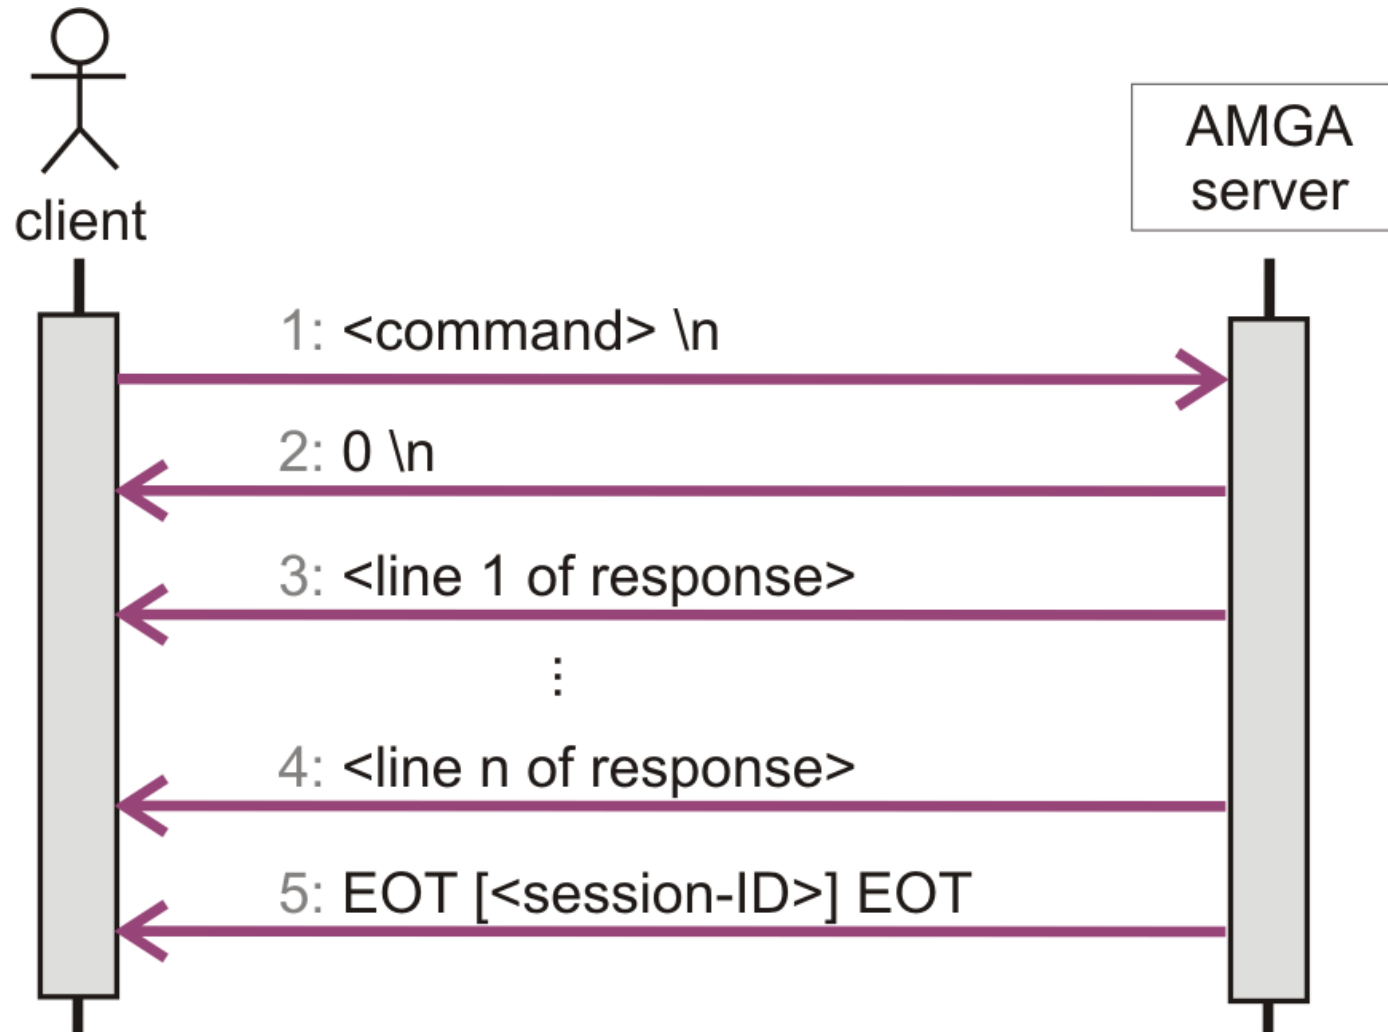 AMGA
server
client
1: <command> \n
2: 0 \n
3: <line 1 of response>
⋮
4: <line n of response>
5: EOT [<session-ID>] EOT